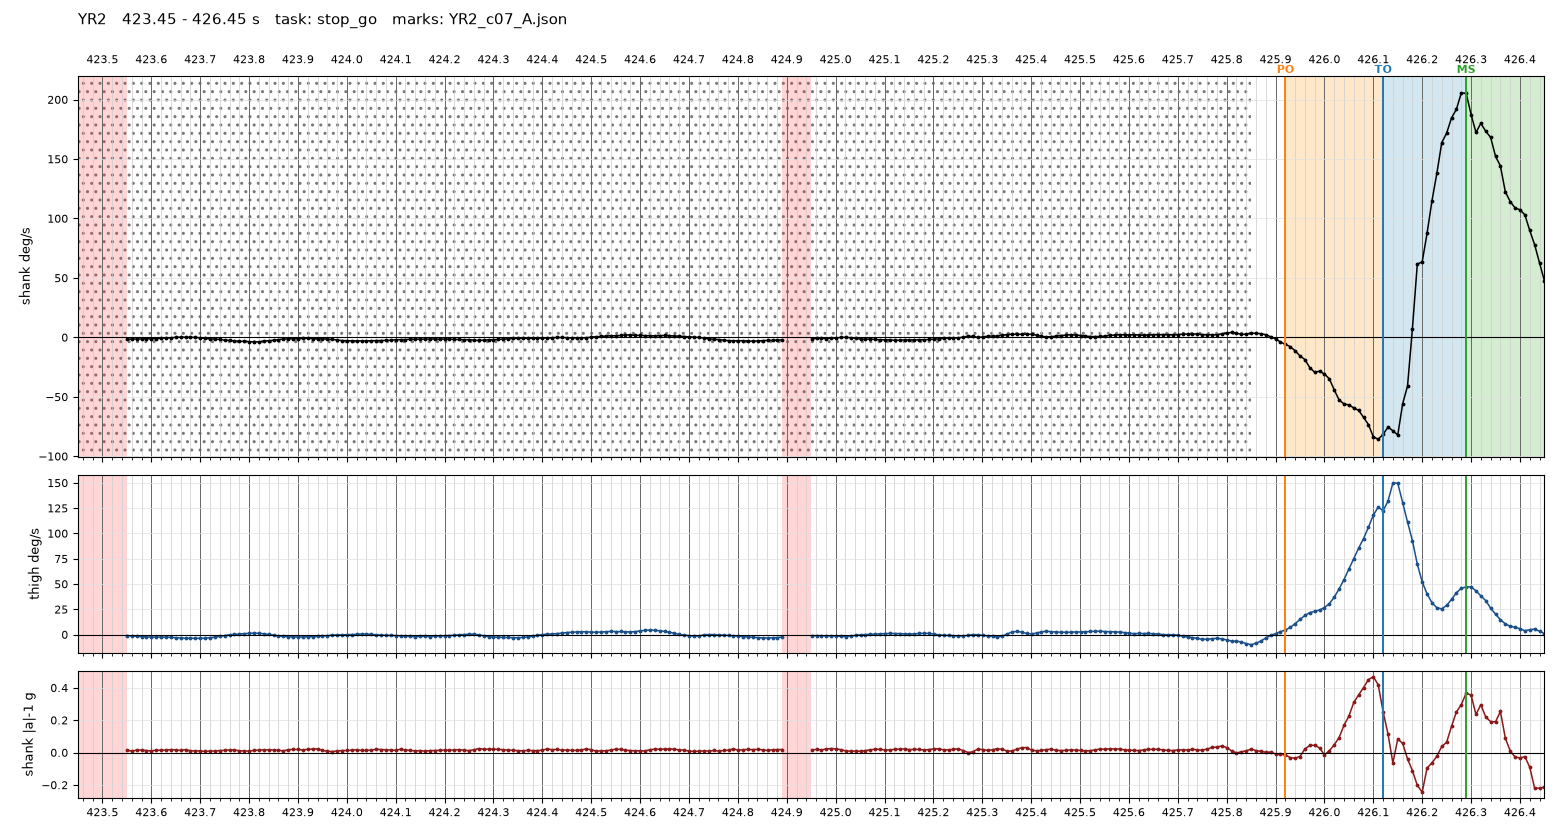 YR2   423.45 - 426.45 s   task: stop_go   marks: YR2_c07_A.json
423.5 423.6 423.7 423.8 423.9 424.0 424.1 424.2 424.3 424.4 424.5 424.6 424.7 424.8 424.9 425.0 425.1 425.2 425.3 425.4 425.5 425.6 425.7 425.8 425.9 426.0 426.1 426.2 426.3 426.4
PO TO MS
shank deg/s
200
150
100
50
0
−50
−100
thigh deg/s
150
125
100
75
50
25
0
shank |a|-1 g
0.4
0.2
0.0
−0.2
423.5 423.6 423.7 423.8 423.9 424.0 424.1 424.2 424.3 424.4 424.5 424.6 424.7 424.8 424.9 425.0 425.1 425.2 425.3 425.4 425.5 425.6 425.7 425.8 425.9 426.0 426.1 426.2 426.3 426.4